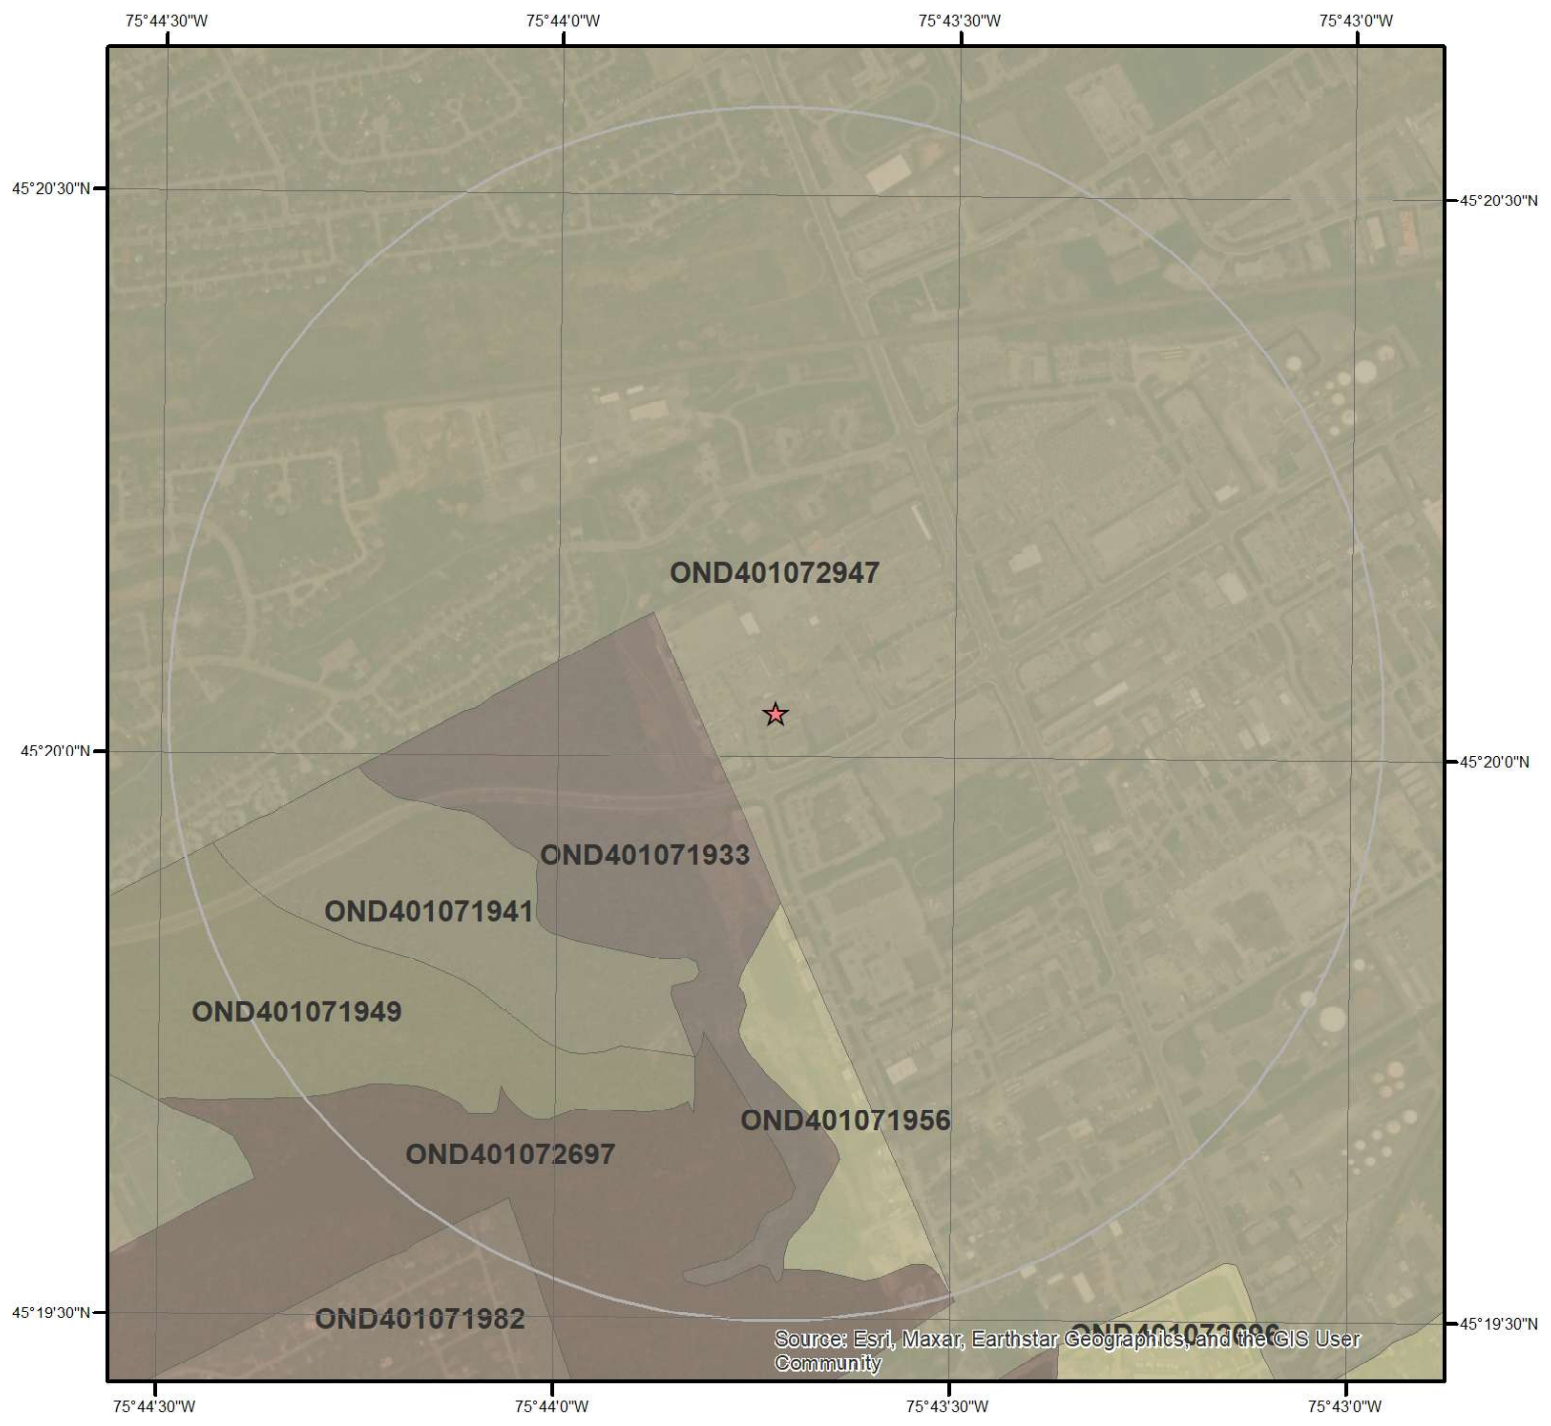 75°44'30"W 75°44'0"W 75°43'30"W 75°43'0"W
45°20'30"N
45°20'30"N
OND401072947
45°20'0"N
45°20'0"N
OND401071933
OND401071941
OND401071949
OND401071956
OND401072697
45°19'30"N
OND401071982
45°19'30"N
Source: Esri, Maxar, Earthstar Geographics, and the GIS User
Community
75°44'30"W 75°44'0"W 75°43'30"W 75°43'0"W